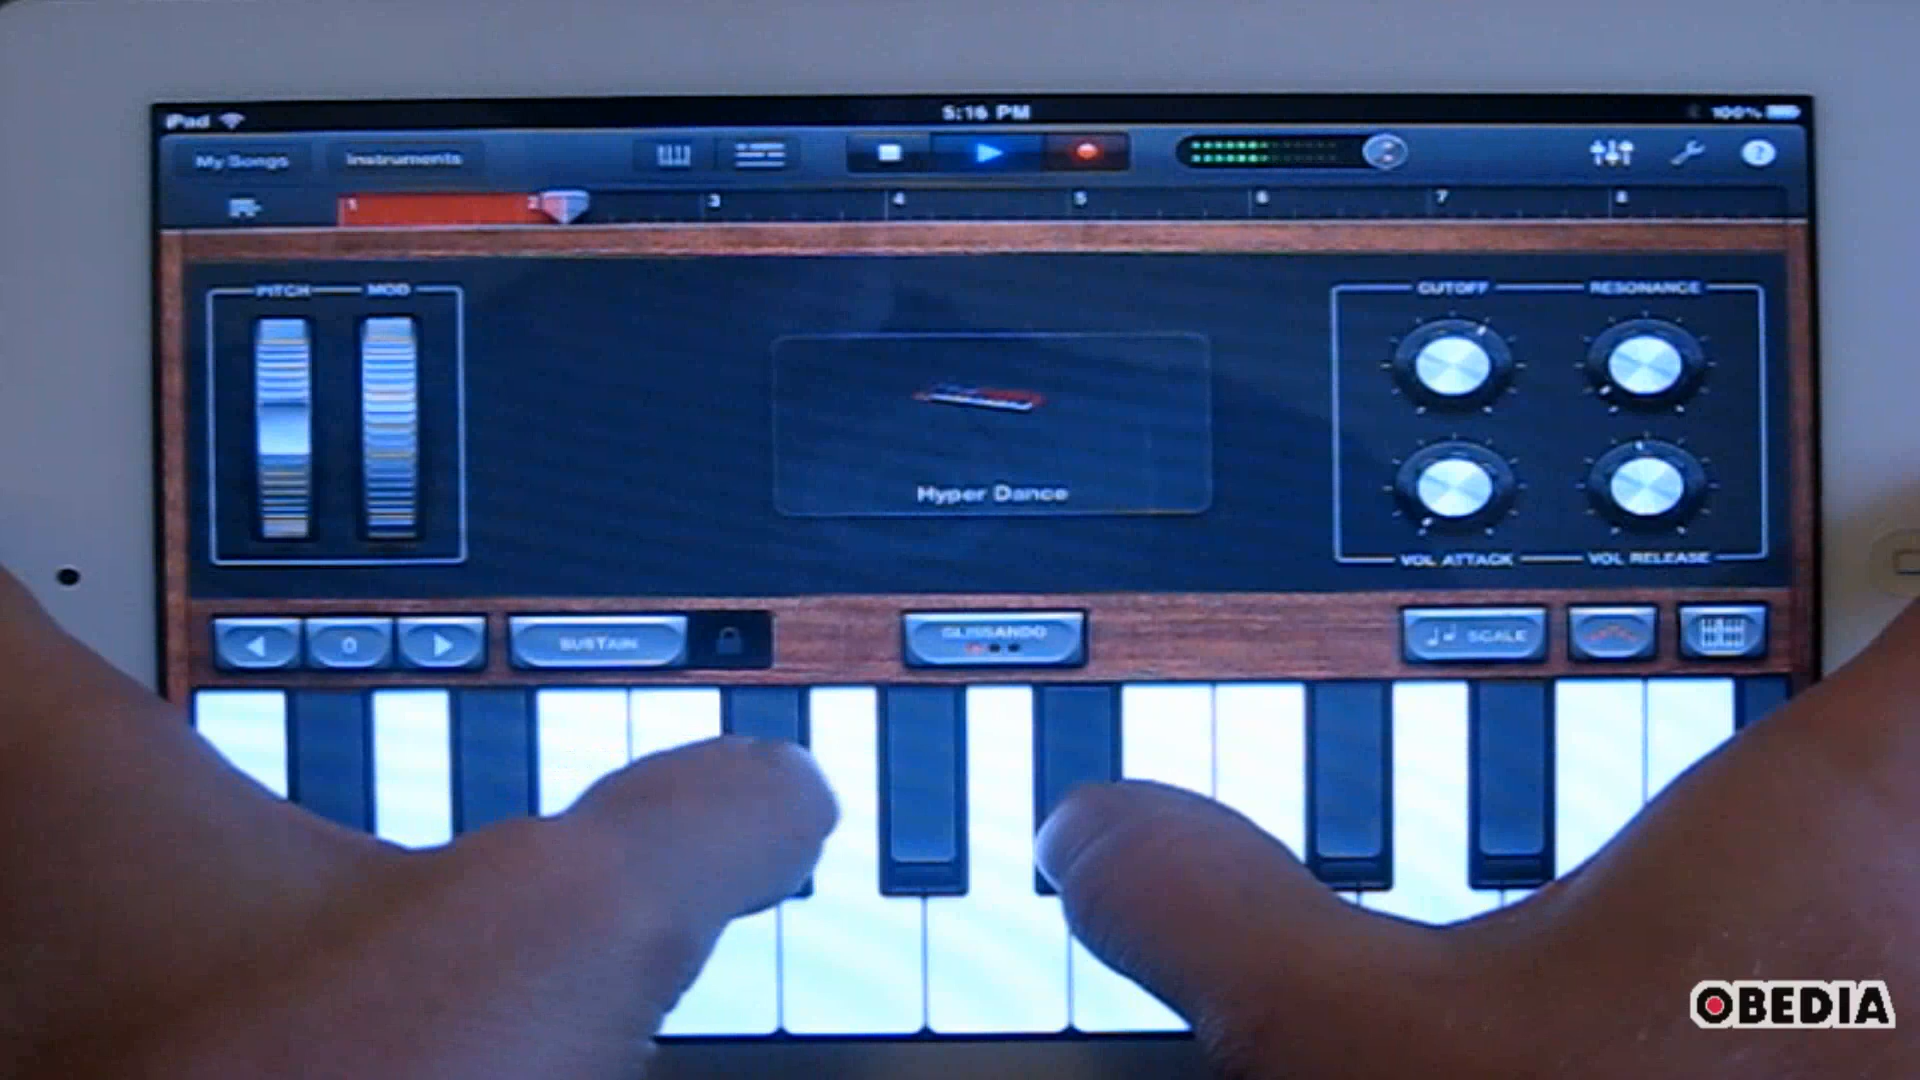 iPad 5:16 PM 100%
My Songs Instruments ?
1 2 3 4 5 6 7 8
PITCH MOD CUTOFF RESONANCE
Hyper Dance
VOL ATTACK VOL RELEASE
0 SUSTAIN GLISSANDO SCALE
OBEDIA